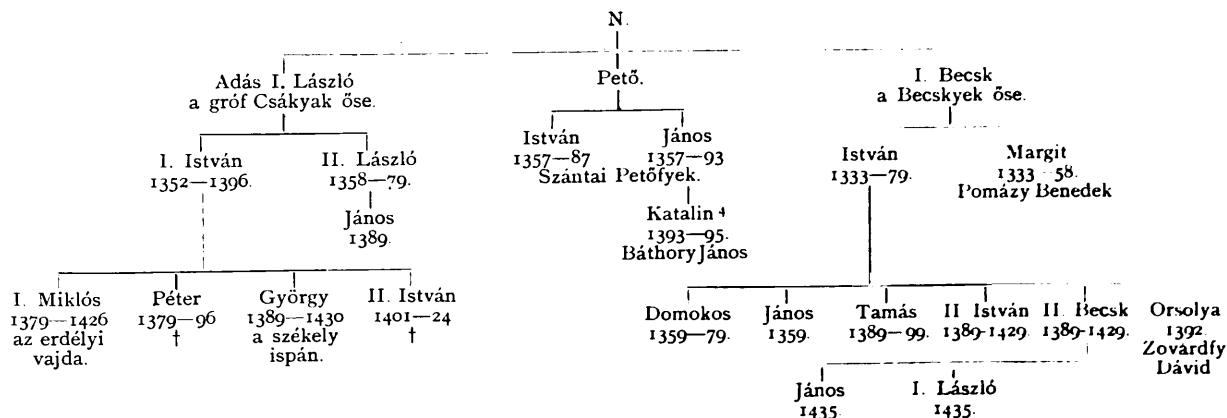 N.
Adás I. László
a gróf Csákyak őse.
Pető.
I. Becsk
a Becskyek őse.
I. István
1352—1396.
II. László
1358—79.
István
1357—87
János
1357—93
Szántai Petőfyek.
István
1333—79.
Margit
1333—58.
Pomázy Benedek
János
1389.
Katalin 4
1393—95.
Báthory János
I. Miklós
1379—1426
az erdélyi
vajda.
Péter
1379—96
†
György
1389—1430
a székely
ispán.
II. István
1401—24
†
Domokos
1359—79.
János
1359.
Tamás
1389—99.
II István
1389-1429.
II. Becsk
1389-1429.
Orsolya
1392.
Zovárdfy
Dávid
János
1435.
I. László
1435.